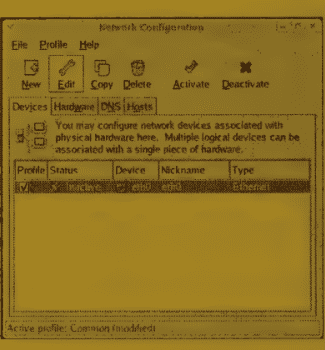 Network Configuration
File Profile Help
New Edit Copy Delete Activate Deactivate
Devices Hardware DNS Hosts
You may configure network devices associated with
physical hardware here. Multiple logical devices can be
associated with a single piece of hardware.
Profile Status Device Nickname Type
Inactive eth0 eth0 Ethernet
Active profile: Common (modified)